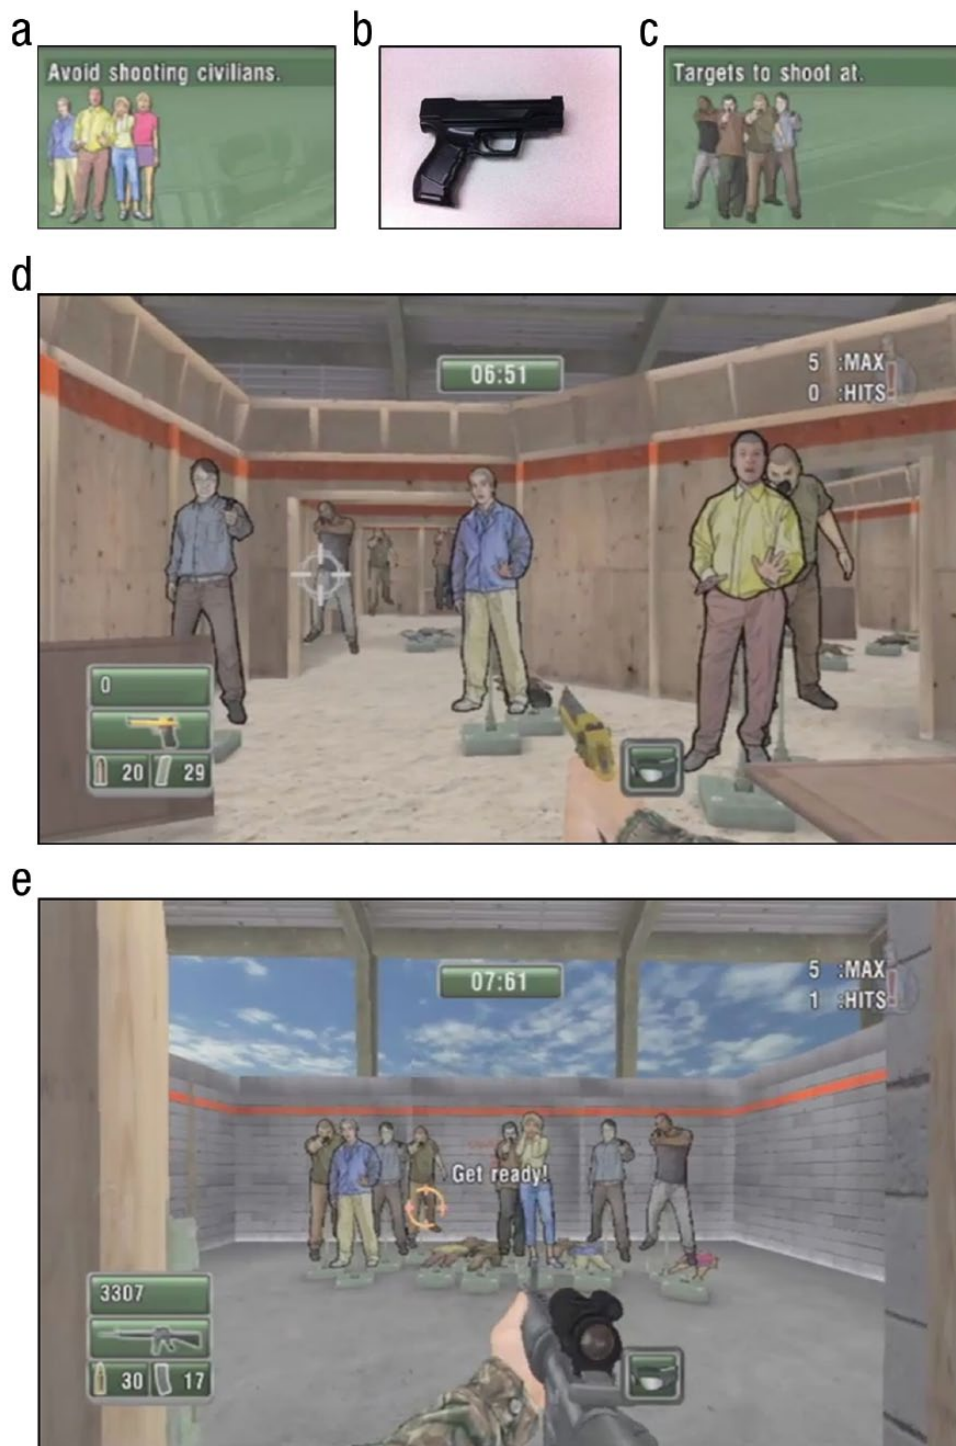 a
b
c
Avoid shooting civilians.
Targets to shoot at.
d
06:51
5 :MAX
0 :HITS
0
20 29
e
07:61
5 :MAX
1 :HITS
Get ready!
3307
30 17